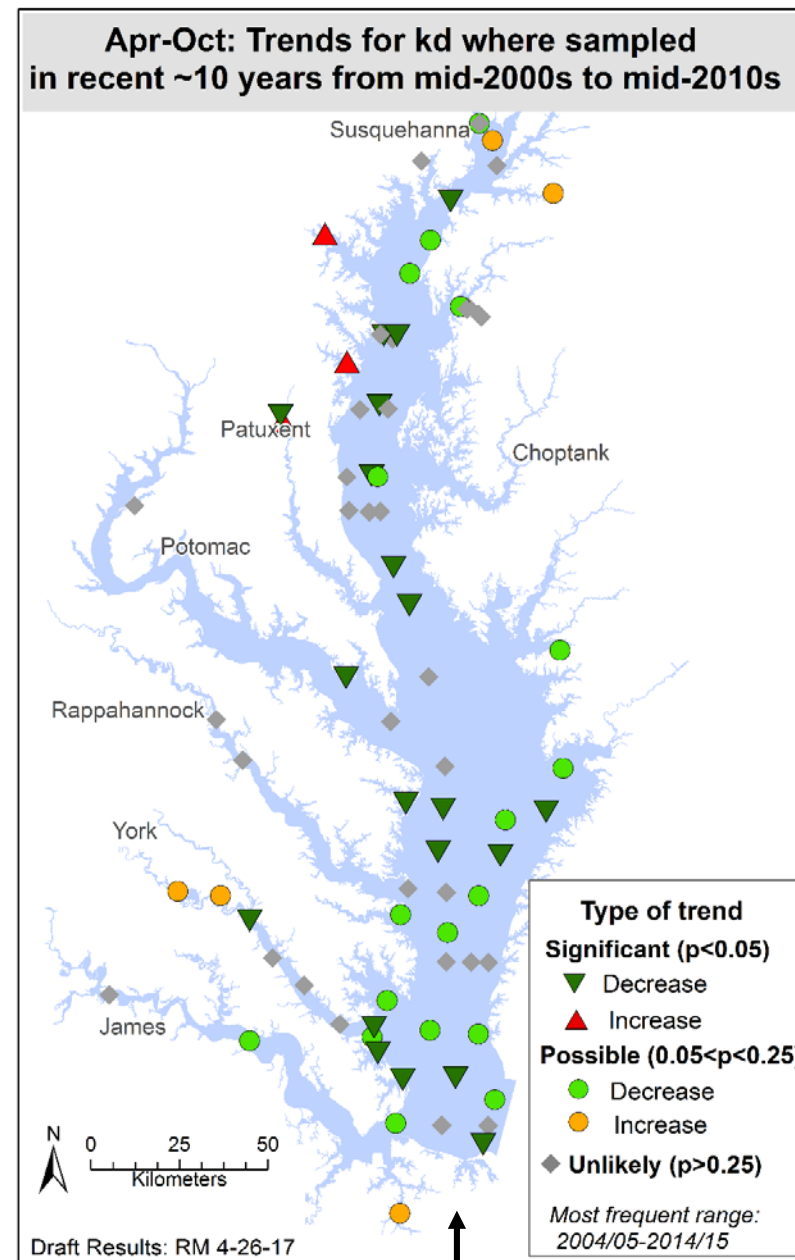 Apr-Oct: Trends for kd where sampled
in recent ~10 years from mid-2000s to mid-2010s
Susquehanna
Patuxent
Choptank
Potomac
Rappahannock
York
James
Type of trend
Significant (p<0.05)
Decrease
Increase
Possible (0.05<p<0.25)
Decrease
Increase
Unlikely (p>0.25)
Most frequent range:
2004/05-2014/15
N
0 25 50
Kilometers
Draft Results: RM 4-26-17